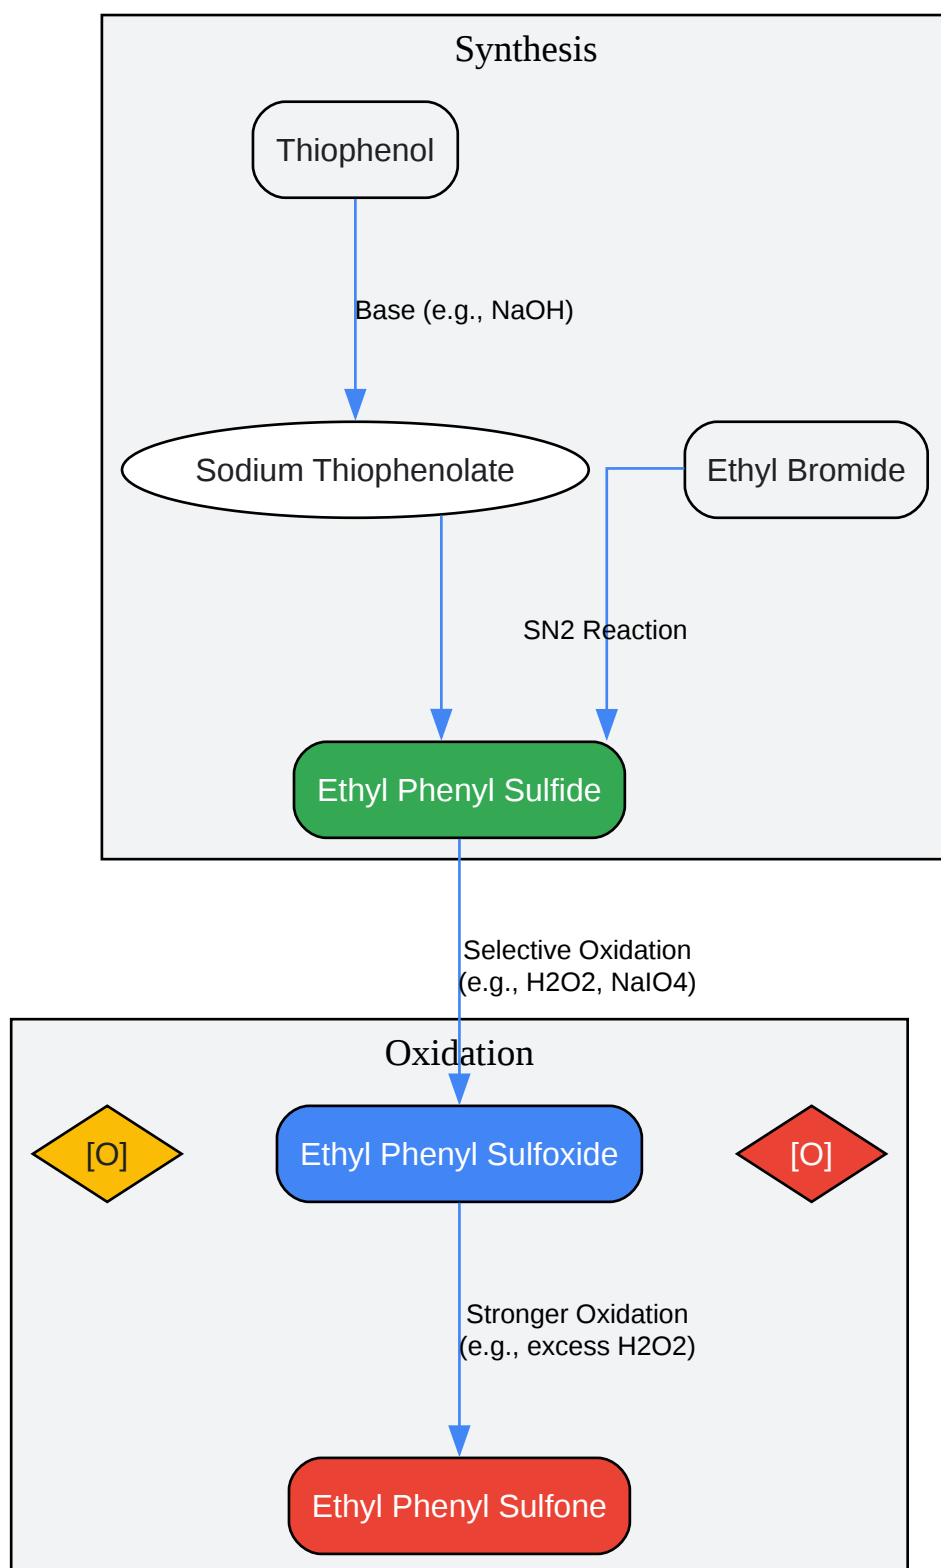 Synthesis
Thiophenol
Base (e.g., NaOH)
Sodium Thiophenolate
Ethyl Bromide
SN2 Reaction
Ethyl Phenyl Sulfide
Selective Oxidation
(e.g., H2O2, NaIO4)
Oxidation
[O]
Ethyl Phenyl Sulfoxide
[O]
Stronger Oxidation
(e.g., excess H2O2)
Ethyl Phenyl Sulfone